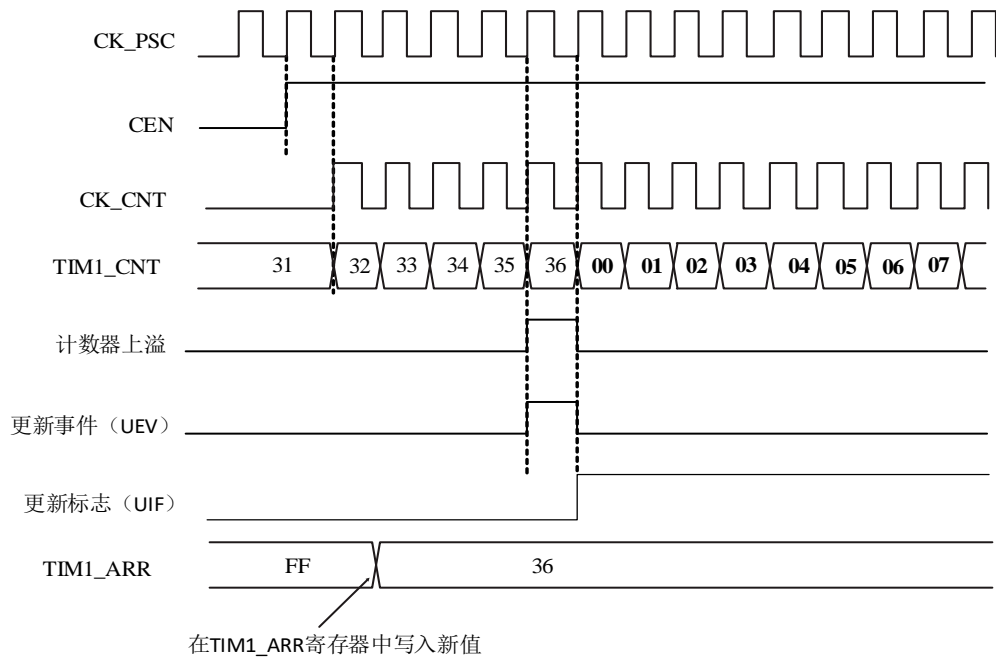 CK_PSC
CEN
CK_CNT
TIM1_CNT 31 32 33 34 35 36 00 01 02 03 04 05 06 07
计数器上溢
更新事件（UEV）
更新标志（UIF）
TIM1_ARR FF 36
在TIM1_ARR寄存器中写入新值